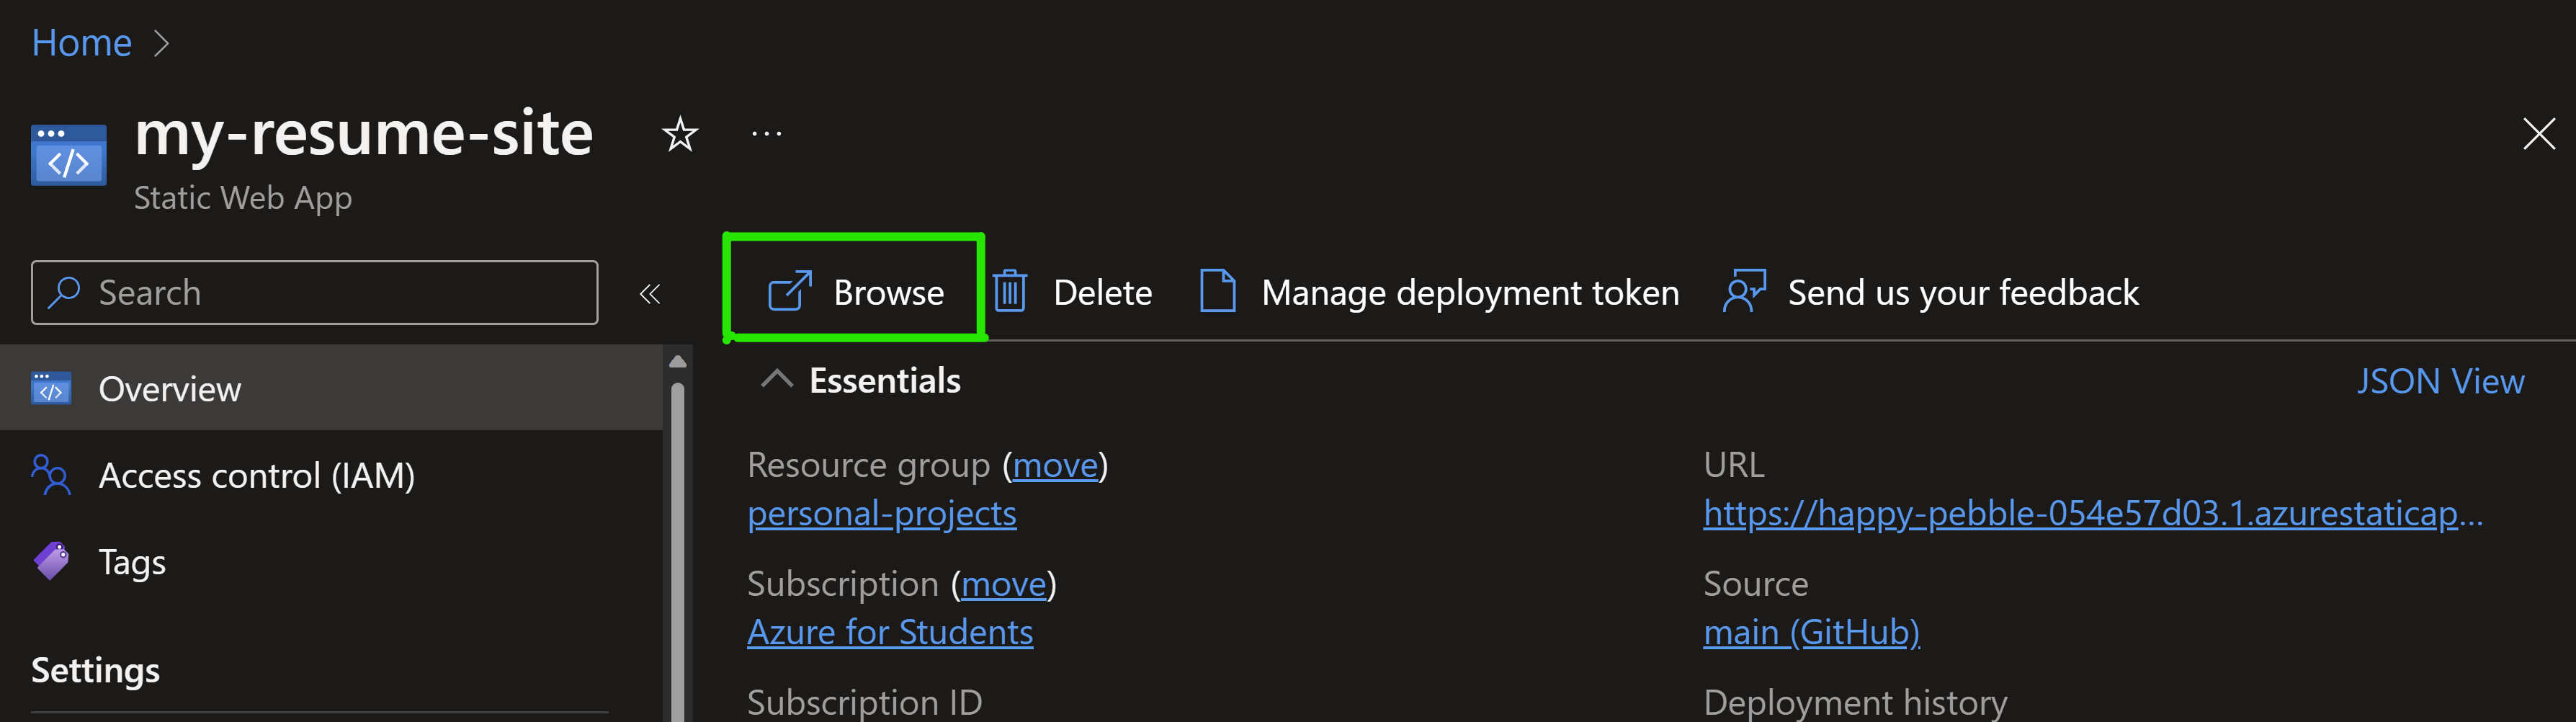 Home
my-resume-site
Static Web App
Search
Browse
Delete
Manage deployment token
Send us your feedback
Overview
Access control (IAM)
Tags
Settings
Essentials
JSON View
Resource group (move)
personal-projects
Subscription (move)
Azure for Students
Subscription ID
URL
https://happy-pebble-054e57d03.1.azurestaticap...
Source
main (GitHub)
Deployment history